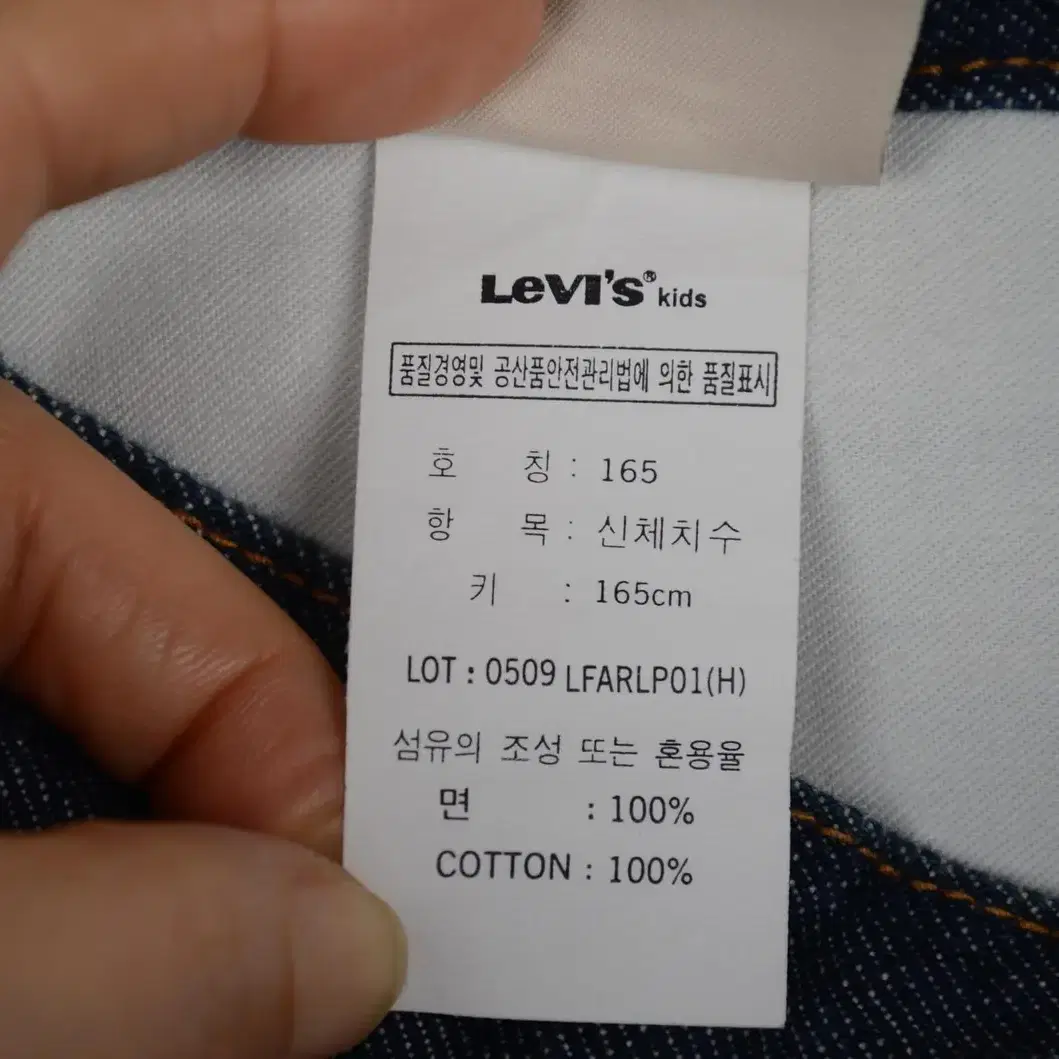 LeVI'S® kids
품질경영및 공산품안전관리법에 의한 품질표시
호 칭 : 165
항 목 : 신체치수
키 : 165cm
LOT : 0509 LFARLP01(H)
섬유의 조성 또는 혼용율
면 : 100%
COTTON : 100%